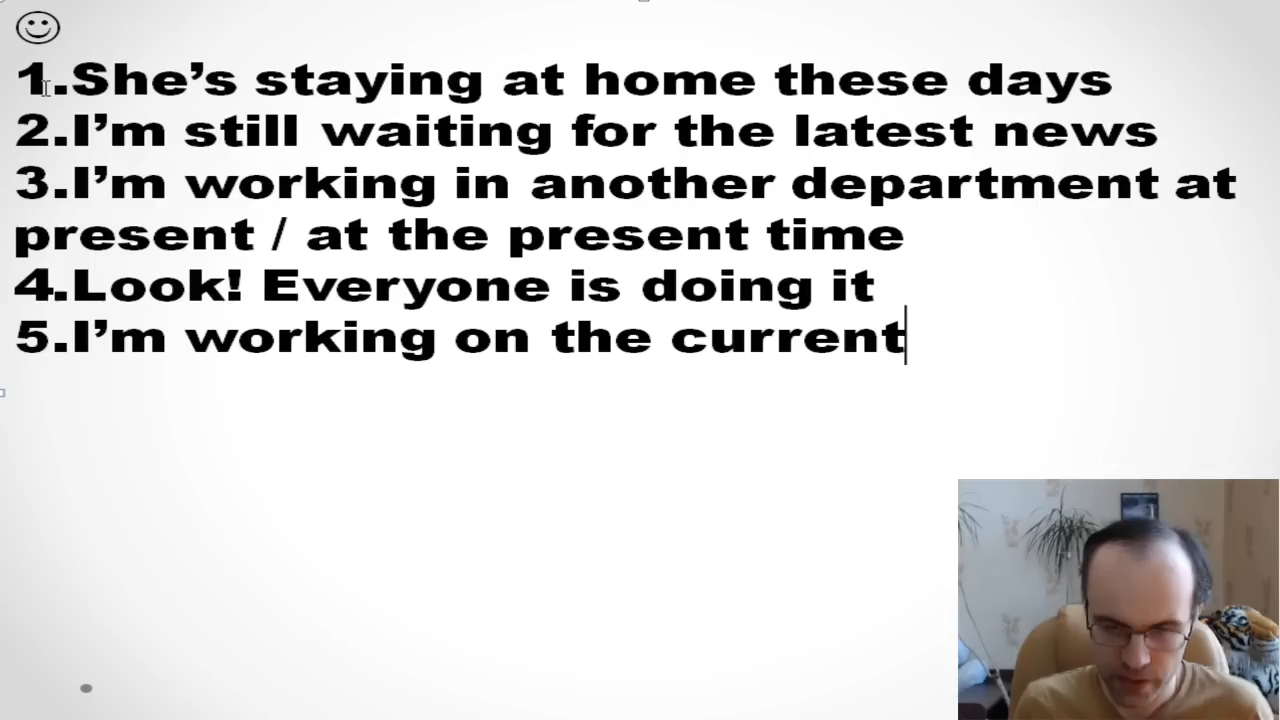 1.She’s staying at home these days
2.I’m still waiting for the latest news
3.I’m working in another department at
present / at the present time
4.Look! Everyone is doing it
5.I’m working on the current